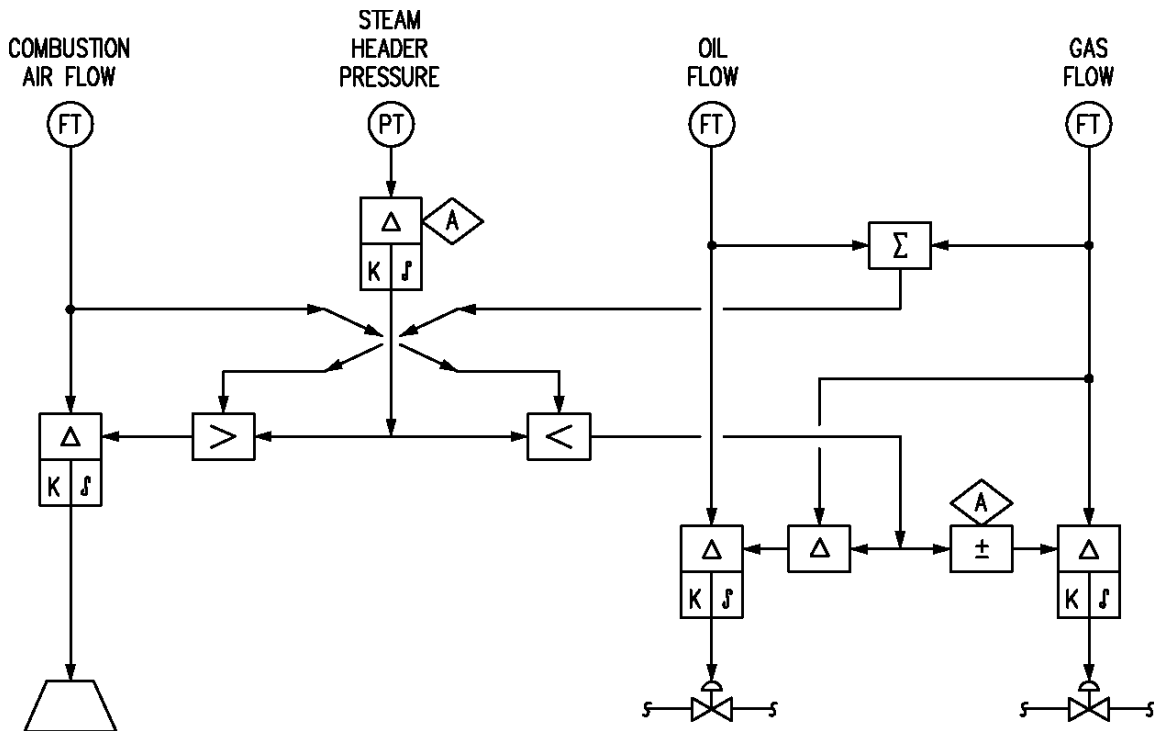 COMBUSTION
AIR FLOW
STEAM
HEADER
PRESSURE
OIL
FLOW
GAS
FLOW
FT
PT
FT
FT
Δ
A
K ∫
Σ
Δ
K ∫
>
<
A
Δ
K ∫
Δ
±
Δ
K ∫